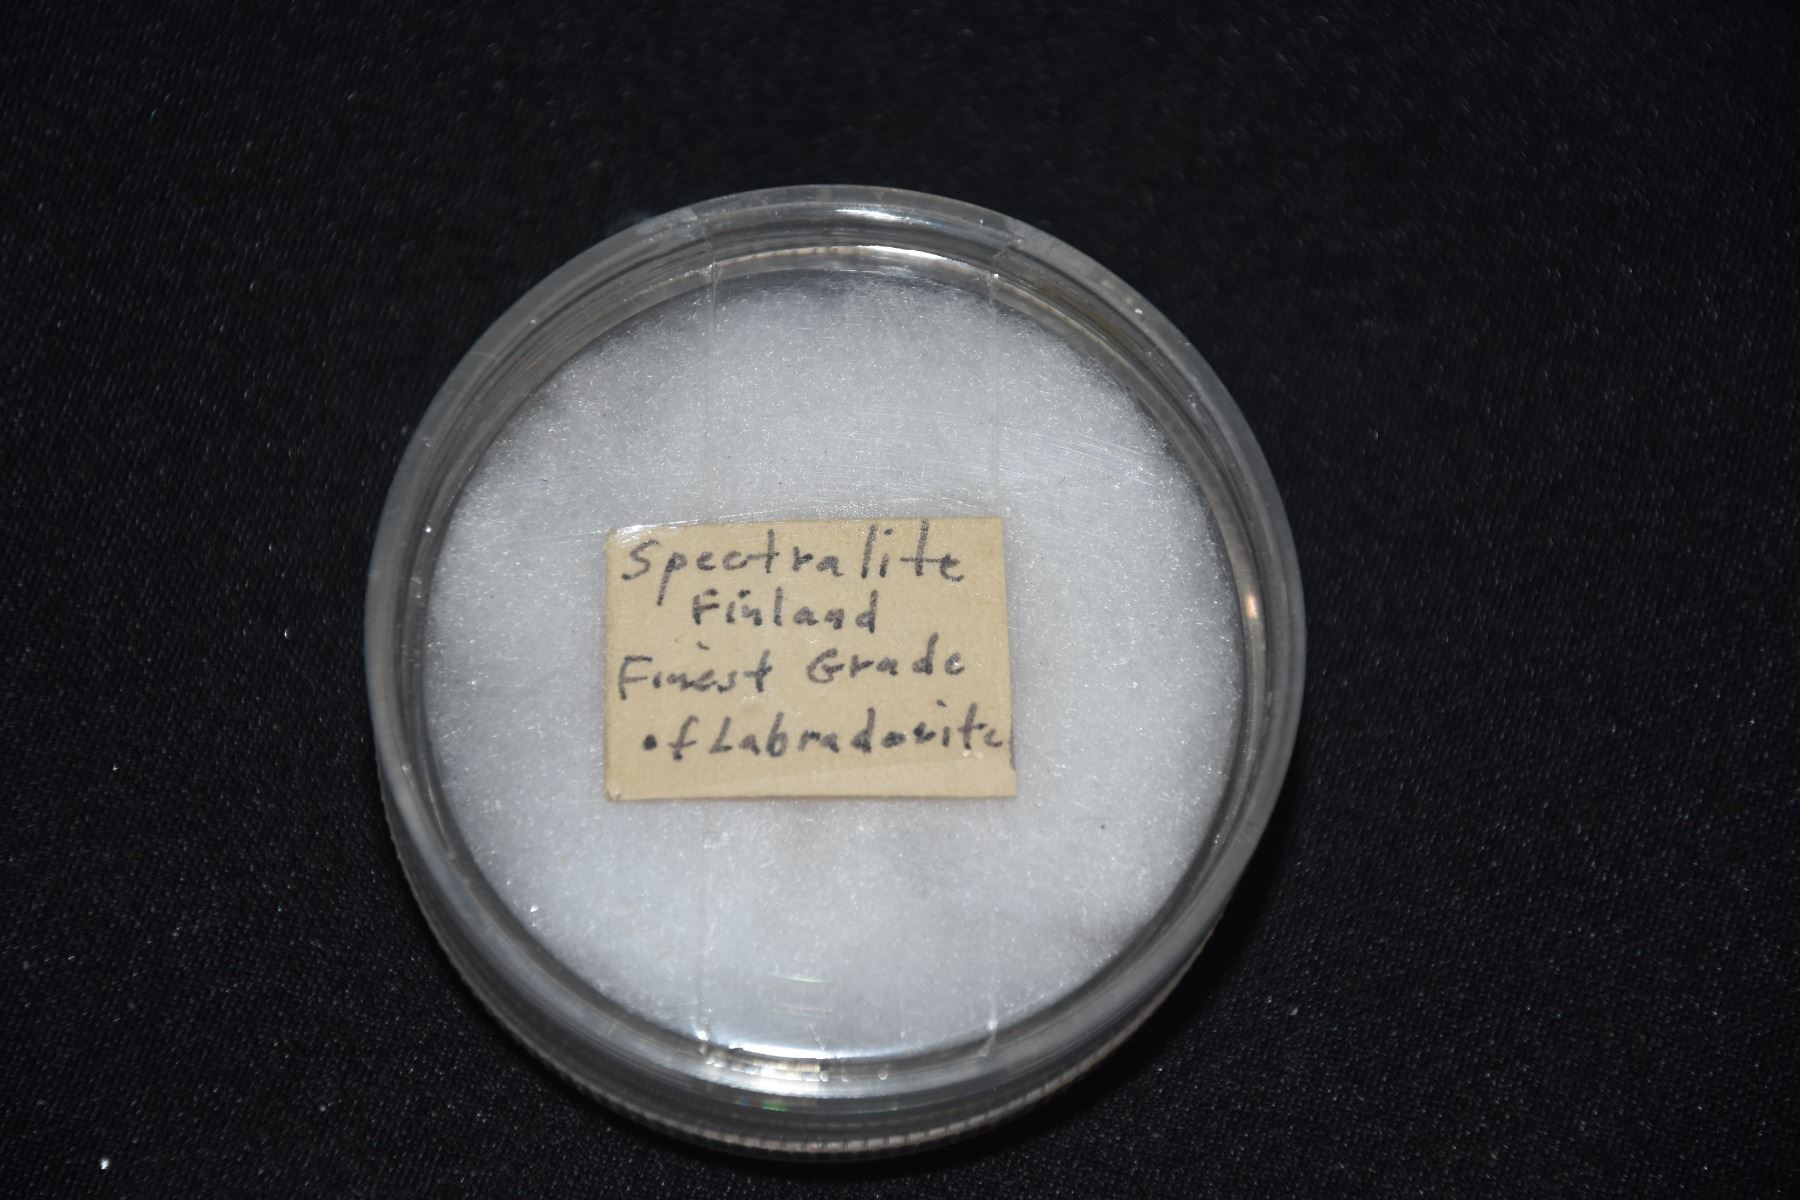 Spectralite
Finland
Finest Grade
of Labradorite